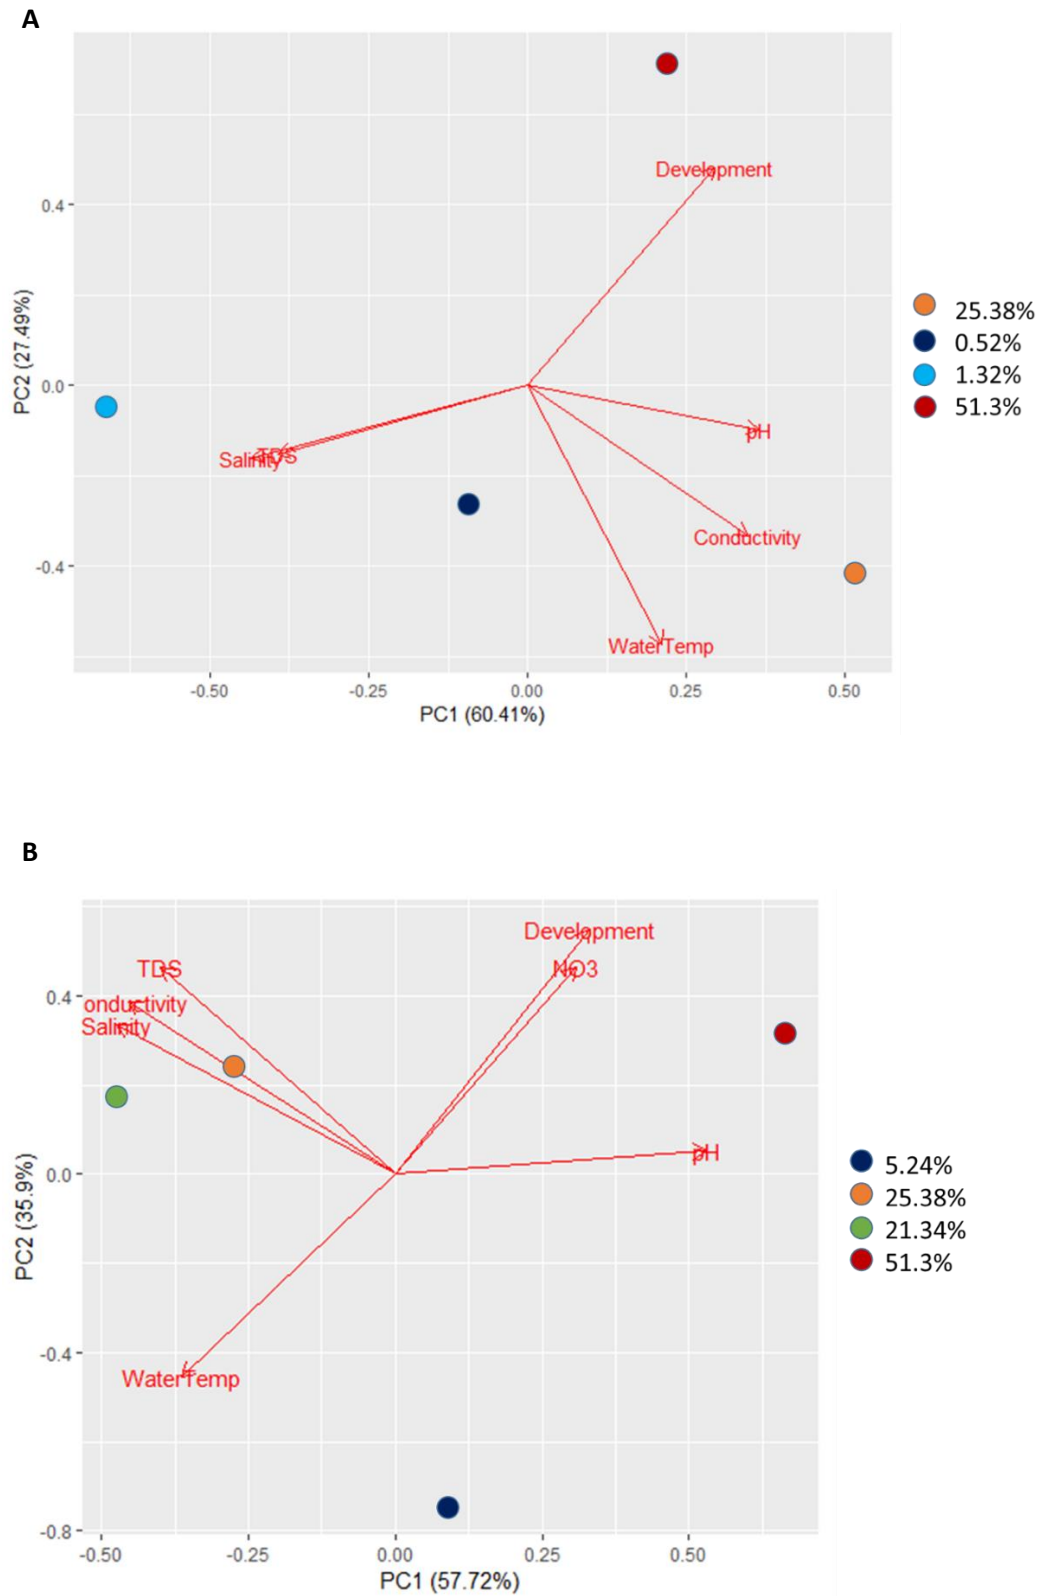 A
Development
0.4
25.38%
0.52%
1.32%
51.3%
0.0
PC2 (27.49%)
pH
TDS
Salinity
Conductivity
-0.4
WaterTemp
-0.50
-0.25
0.00
0.25
0.50
PC1 (60.41%)
B
Development
TDS
NO3
0.4
onductivity
Salinity
0.0
pH
PC2 (35.9%)
5.24%
25.38%
21.34%
51.3%
-0.4
WaterTemp
-0.8
-0.50
-0.25
0.00
0.25
0.50
PC1 (57.72%)